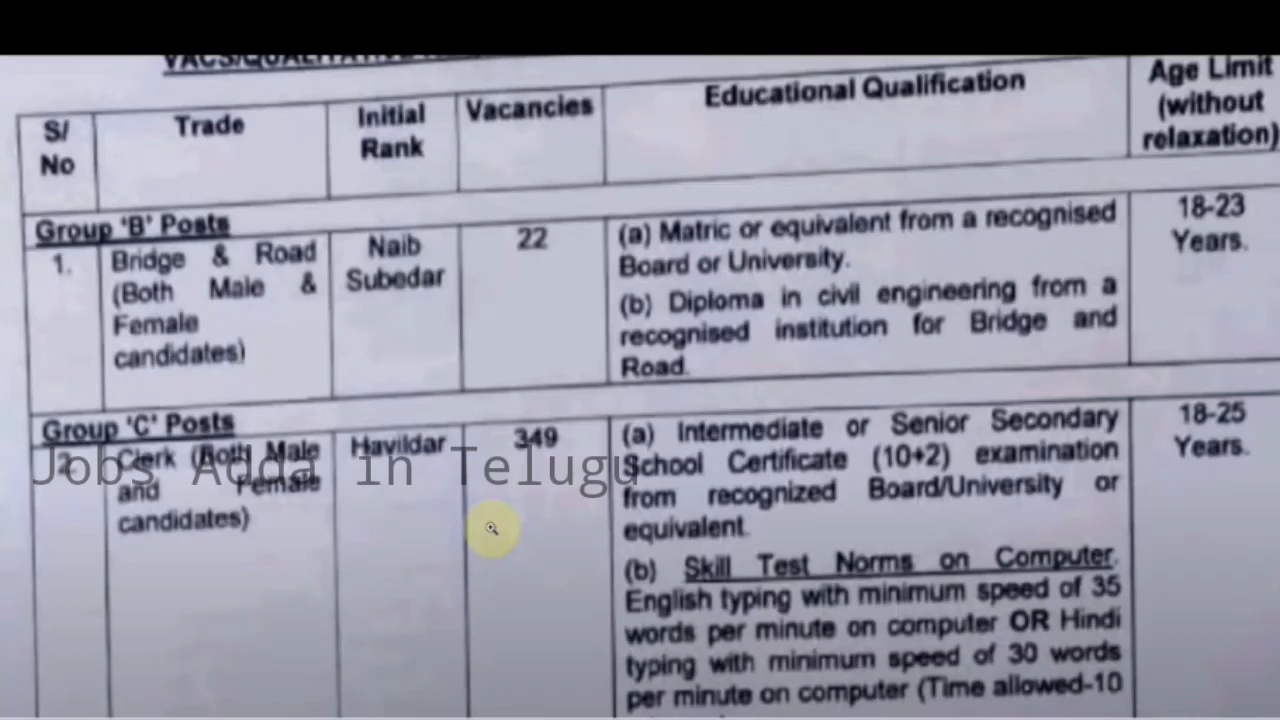 VACS/QUALITATIVE
S/
No
Trade
Initial
Rank
Vacancies
Educational Qualification
Age Limit
(without
relaxation)
Group 'B' Posts
1.
Bridge & Road
(Both Male &
Female
candidates)
Naib
Subedar
22
(a) Matric or equivalent from a recognised
Board or University.
(b) Diploma in civil engineering from a
recognised institution for Bridge and
Road.
18-23
Years.
Group 'C' Posts
2.
Clerk (Both Male
and Female
candidates)
Havildar
349
(a) Intermediate or Senior Secondary
School Certificate (10+2) examination
from recognized Board/University or
equivalent.
(b) Skill Test Norms on Computer.
English typing with minimum speed of 35
words per minute on computer OR Hindi
typing with minimum speed of 30 words
per minute on computer (Time allowed-10
18-25
Years.
Jobs Adda in Telugu